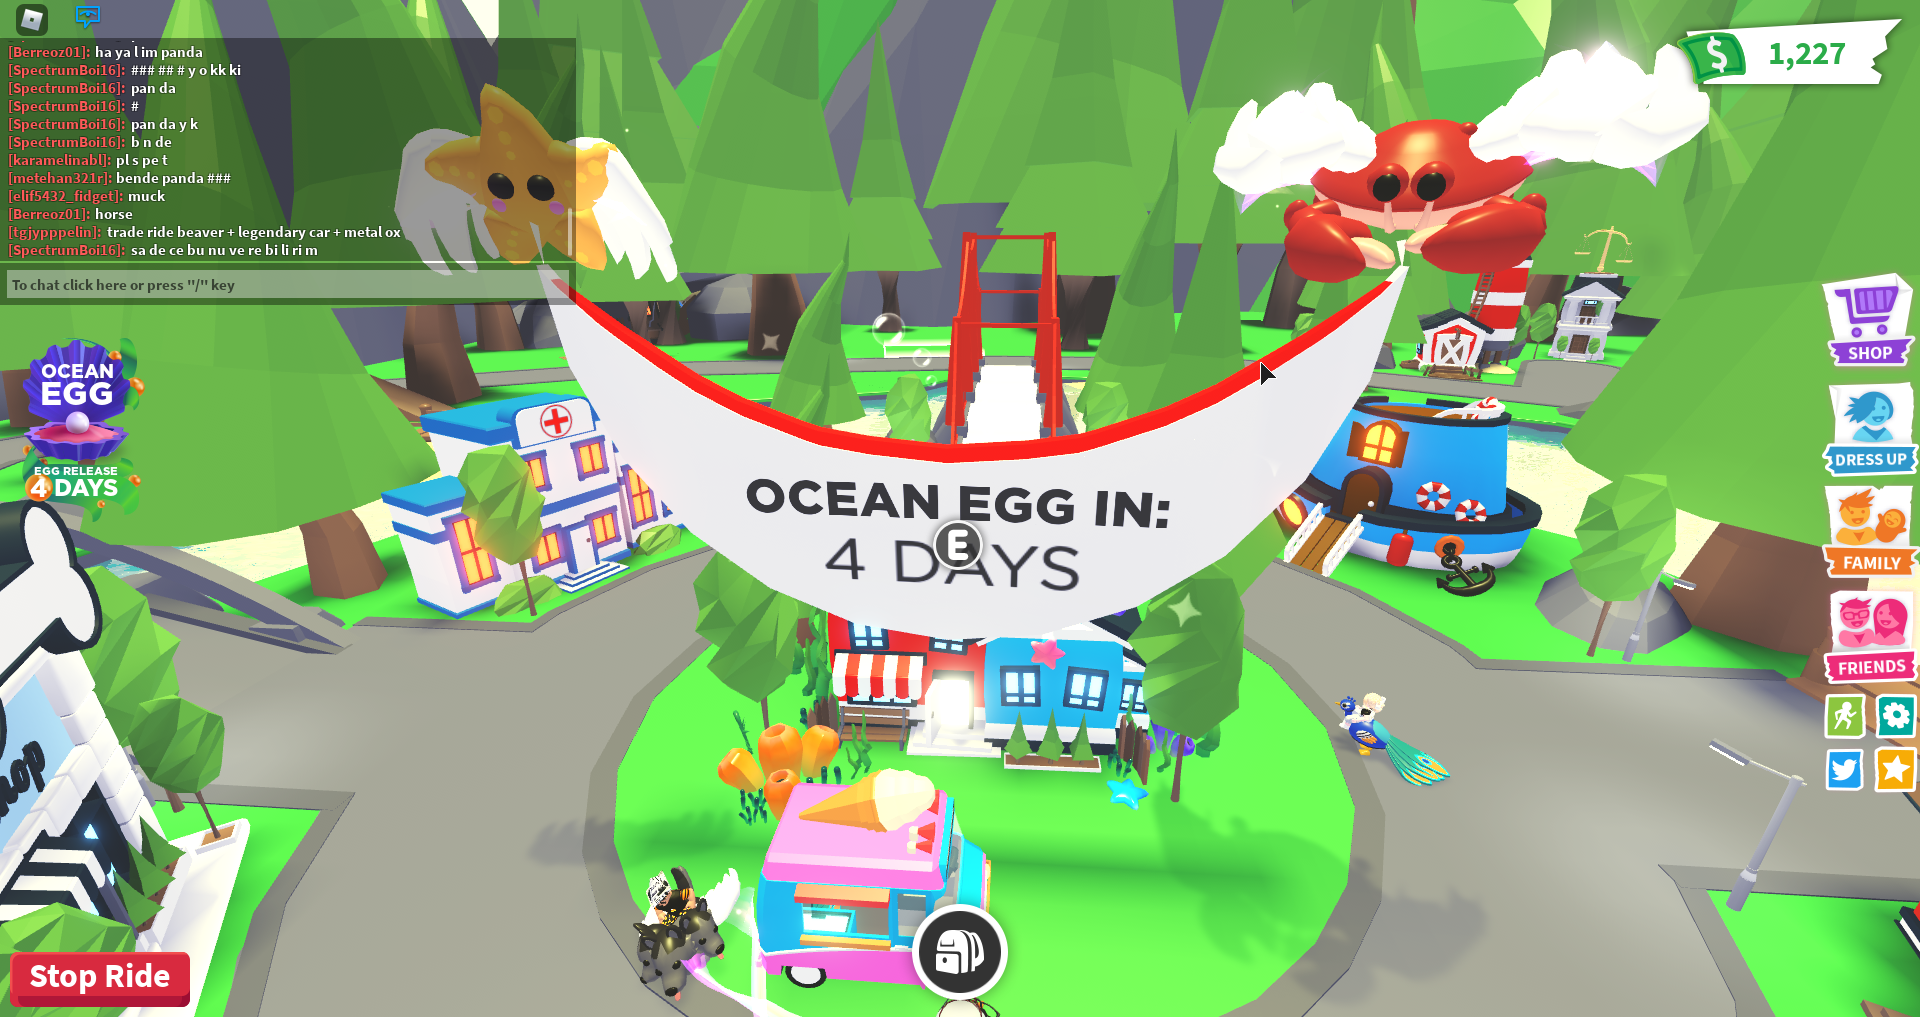 [Berreoz01]: ha ya l im panda
[SpectrumBoi16]: ### ## # y o kk ki
[SpectrumBoi16]: pan da
[SpectrumBoi16]: #
[SpectrumBoi16]: pan da y k
[SpectrumBoi16]: b n de
[karamelinabl]: pl s pe t
[metehan321r]: bende panda ###
[elif5432_fidget]: muck
[Berreoz01]: horse
[tgjypppelin]: trade ride beaver + legendary car + metal ox
[SpectrumBoi16]: sa de ce bu nu ve re bi li ri m
To chat click here or press "/" key
$ 1,227
OCEAN
EGG
EGG RELEASE
4 DAYS
OCEAN EGG IN:
4 DAYS
E
SHOP
DRESS UP
FAMILY
FRIENDS
Stop Ride